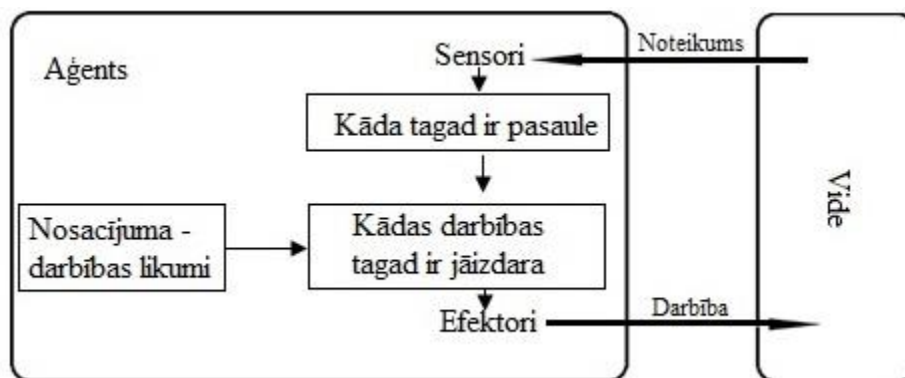 Aģents
Sensori
Noteikums
Kāda tagad ir pasaule
Vide
Nosacījuma -
darbības likumi
Kādas darbības
tagad ir jāizdara
Efektori
Darbība